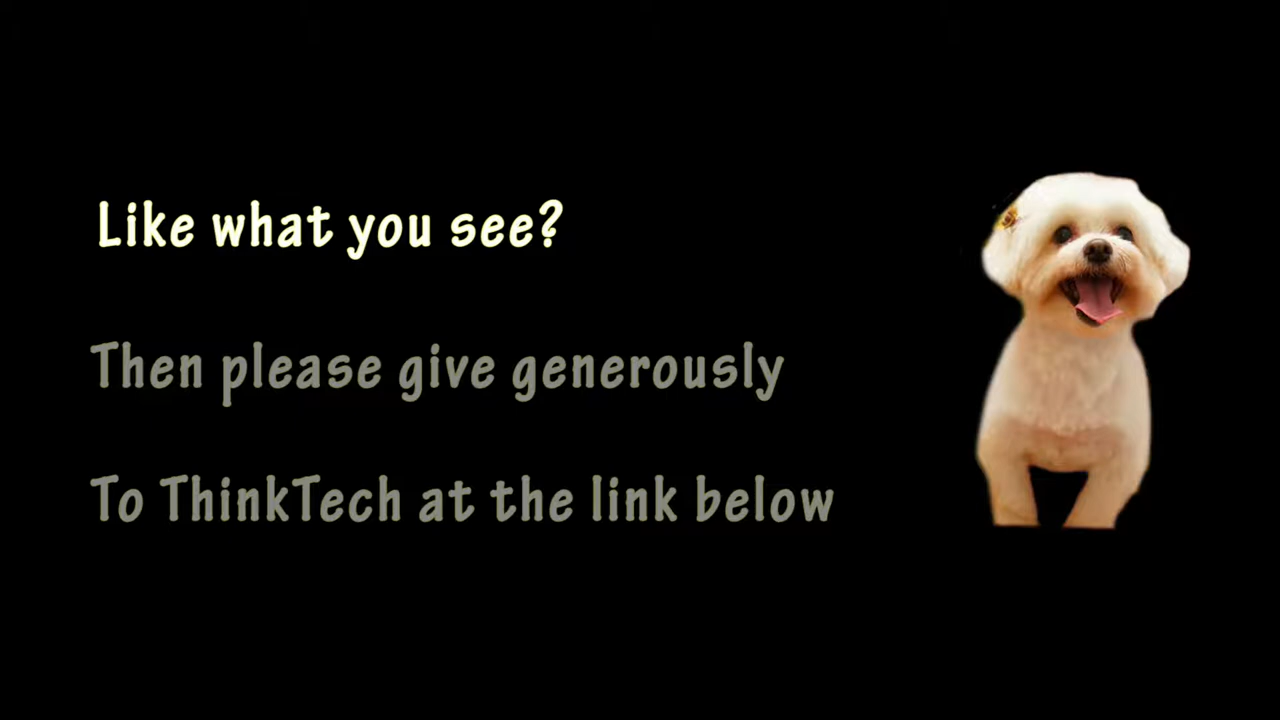 Like what you see?
Then please give generously
To ThinkTech at the link below